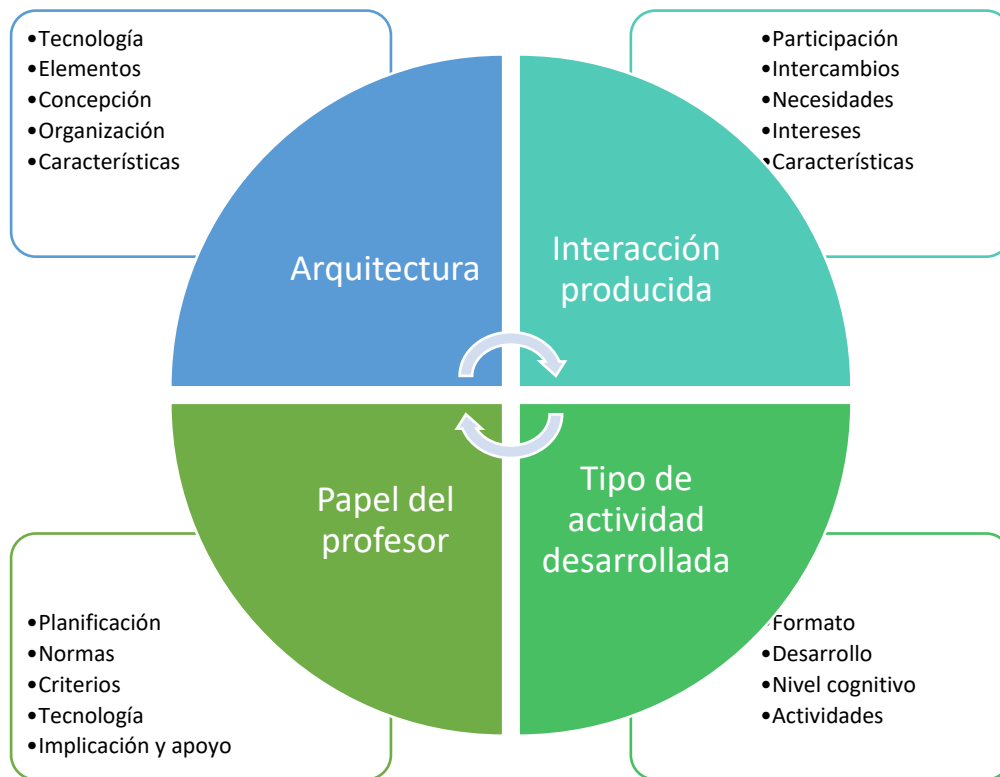 •Tecnología
•Elementos
•Concepción
•Organización
•Características
•Participación
•Intercambios
•Necesidades
•Intereses
•Características
Arquitectura
Interacción
producida
Papel del
profesor
Tipo de
actividad
desarrollada
•Planificación
•Normas
•Criterios
•Tecnología
•Implicación y apoyo
•Formato
•Desarrollo
•Nivel cognitivo
•Actividades